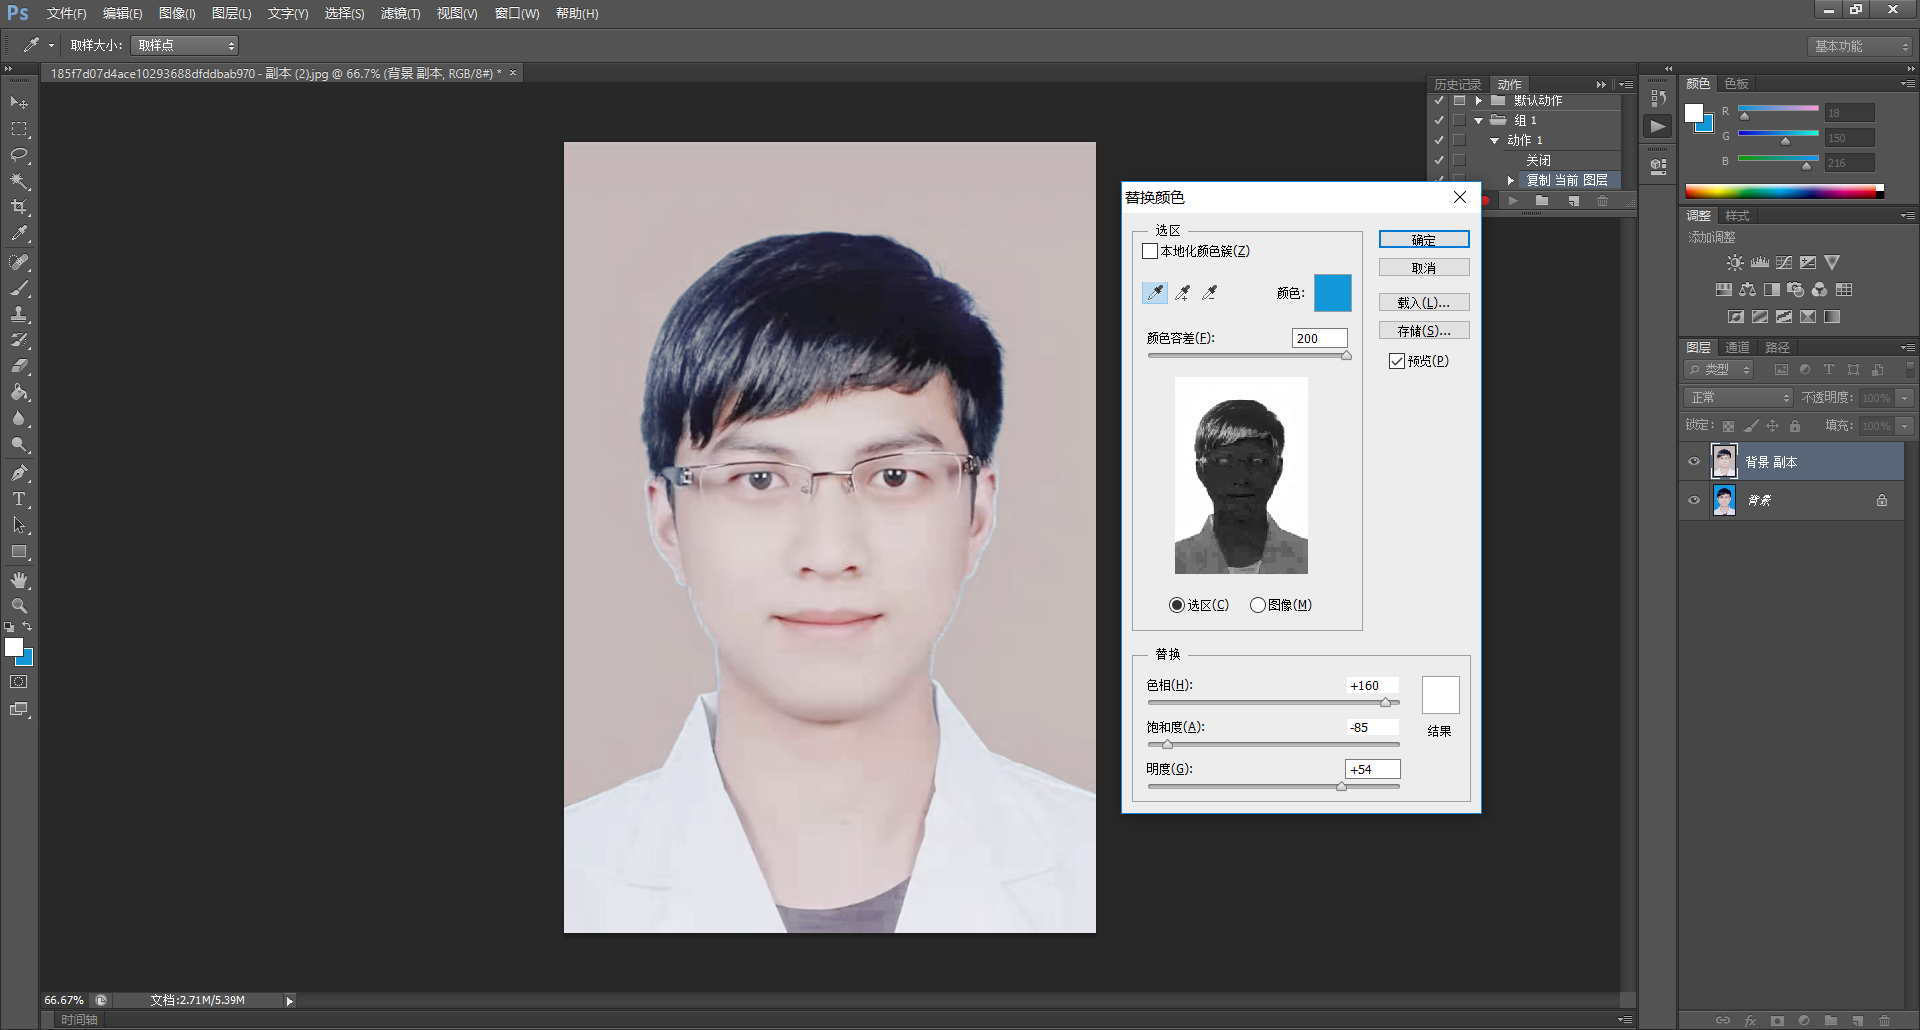 Ps 文件(F) 编辑(E) 图像(I) 图层(L) 文字(Y) 选择(S) 滤镜(T) 视图(V) 窗口(W) 帮助(H)
取样大小: 取样点 基本功能
185f7d07d4ace10293688dfddbab970 - 副本 (2).jpg @ 66.7% (背景 副本, RGB/8#) *
历史记录 动作
默认动作
组 1
动作 1
关闭
复制 当前 图层
颜色 色板
R 18
G 150
B 216
调整 样式
添加调整
图层 通道 路径
类型
正常 不透明度: 100%
锁定: 填充: 100%
背景 副本
背景
替换颜色
选区
本地化颜色簇(Z)
颜色:
颜色容差(F): 200
选区(C) 图像(M)
确定
取消
载入(L)...
存储(S)...
预览(P)
替换
色相(H): +160
饱和度(A): -85
结果
明度(G): +54
66.67% 文档:2.71M/5.39M
时间轴